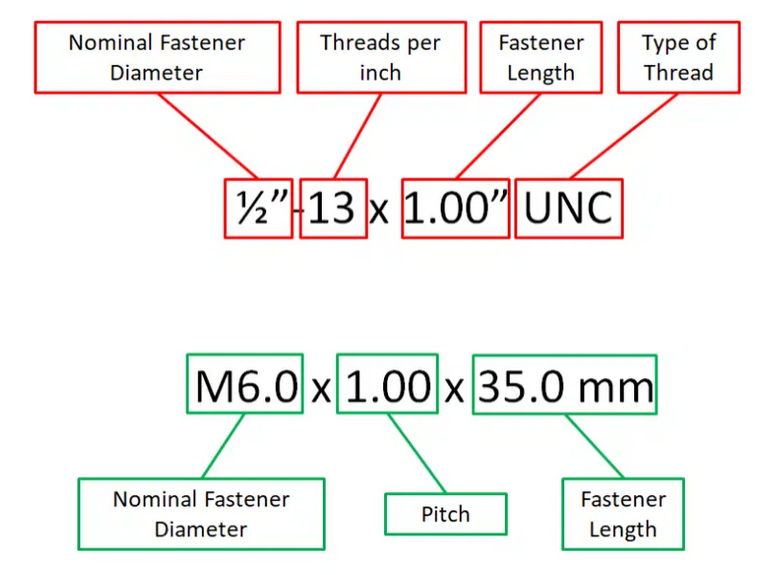 Nominal Fastener
Diameter
Threads per
inch
Fastener
Length
Type of
Thread
½”-13 x 1.00” UNC
M6.0 x 1.00 x 35.0 mm
Nominal Fastener
Diameter
Pitch
Fastener
Length